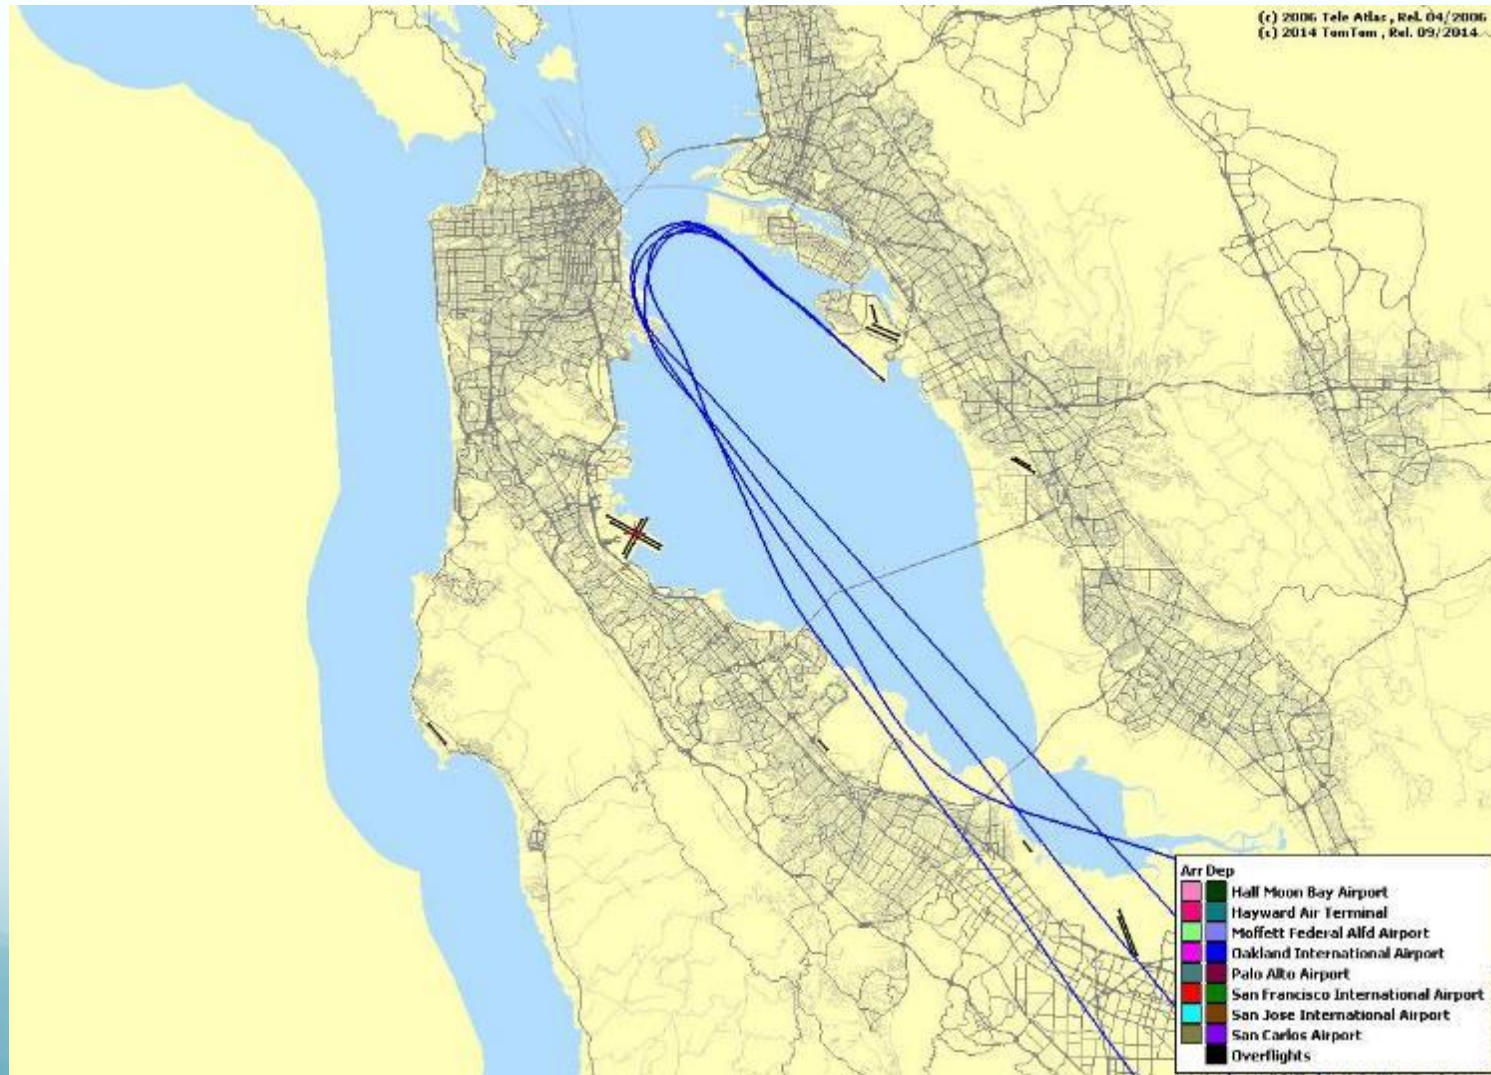 (c) 2006 Tele Atlas , Rel. 04/2006
(c) 2014 TomTom , Rel. 09/2014
Arr Dep
Half Moon Bay Airport
Hayward Air Terminal
Moffett Federal Alfd Airport
Oakland International Airport
Palo Alto Airport
San Francisco International Airport
San Jose International Airport
San Carlos Airport
Overflights